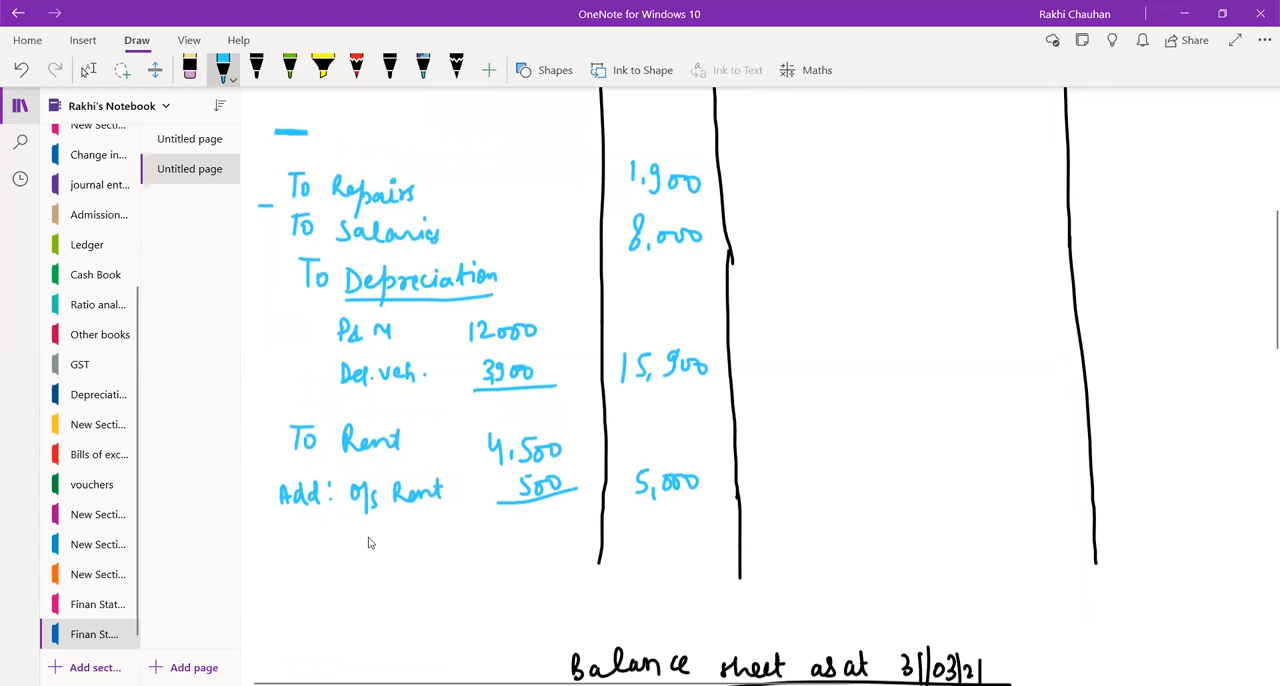 OneNote for Windows 10
Rakhi Chauhan
Home Insert Draw View Help
Share
Shapes Ink to Shape Ink to Text Maths
Rakhi's Notebook
New Secti...
Change in...
journal ent...
Admission...
Ledger
Cash Book
Ratio anal...
Other books
GST
Depreciati...
New Secti...
Bills of exc...
vouchers
New Secti...
New Secti...
New Secti...
Finan Stat...
Finan St....
Add sect...
Untitled page
Untitled page
Add page
To Repairs 1,900
To Salaries 8,000
To Depreciation
P& M 12000
Del. veh. 3,900 15,900
To Rent 4,500
Add: o/s Rent 500 5,000
Balance sheet as at 31/03/21